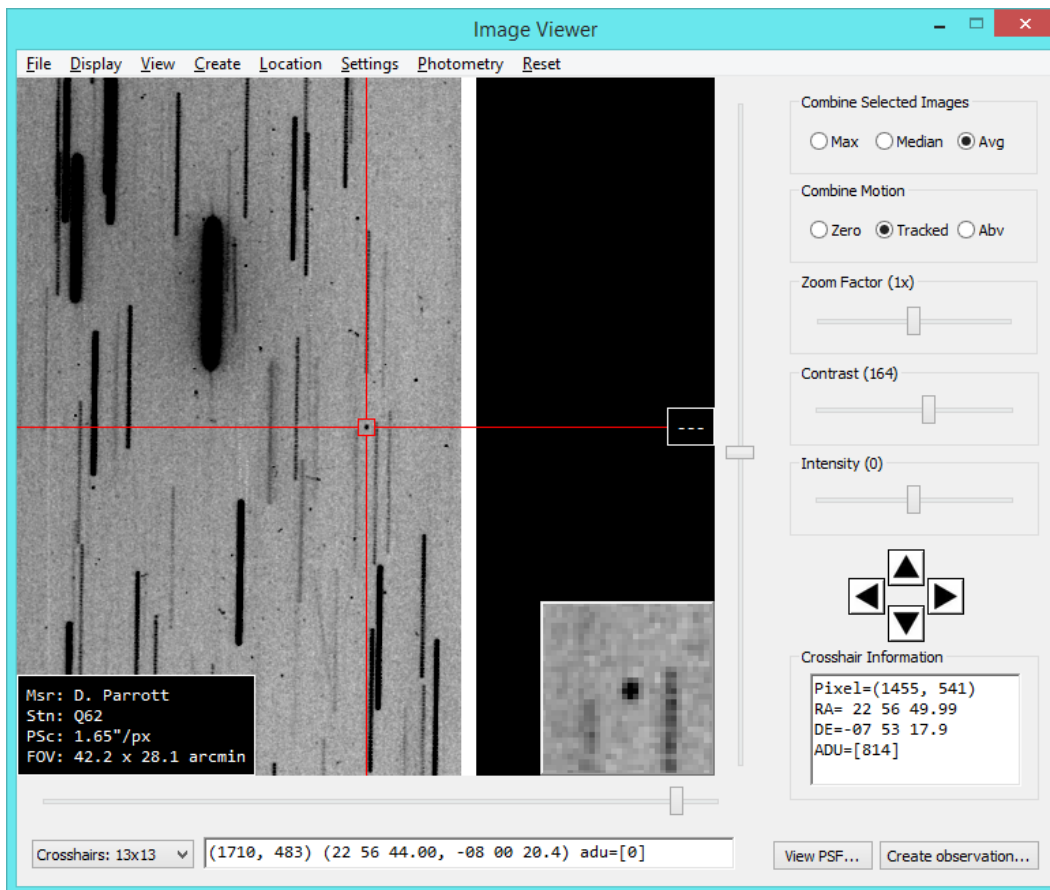 Image Viewer
File Display View Create Location Settings Photometry Reset
Combine Selected Images
Max Median Avg
Combine Motion
Zero Tracked Abv
Zoom Factor (1x)
Contrast (164)
---
Intensity (0)
Crosshair Information
Pixel=(1455, 541)
RA= 22 56 49.99
DE=-07 53 17.9
ADU=[814]
Msr: D. Parrott
Stn: Q62
PSc: 1.65"/px
FOV: 42.2 x 28.1 arcmin
Crosshairs: 13x13
(1710, 483) (22 56 44.00, -08 00 20.4) adu=[0]
View PSF...
Create observation...